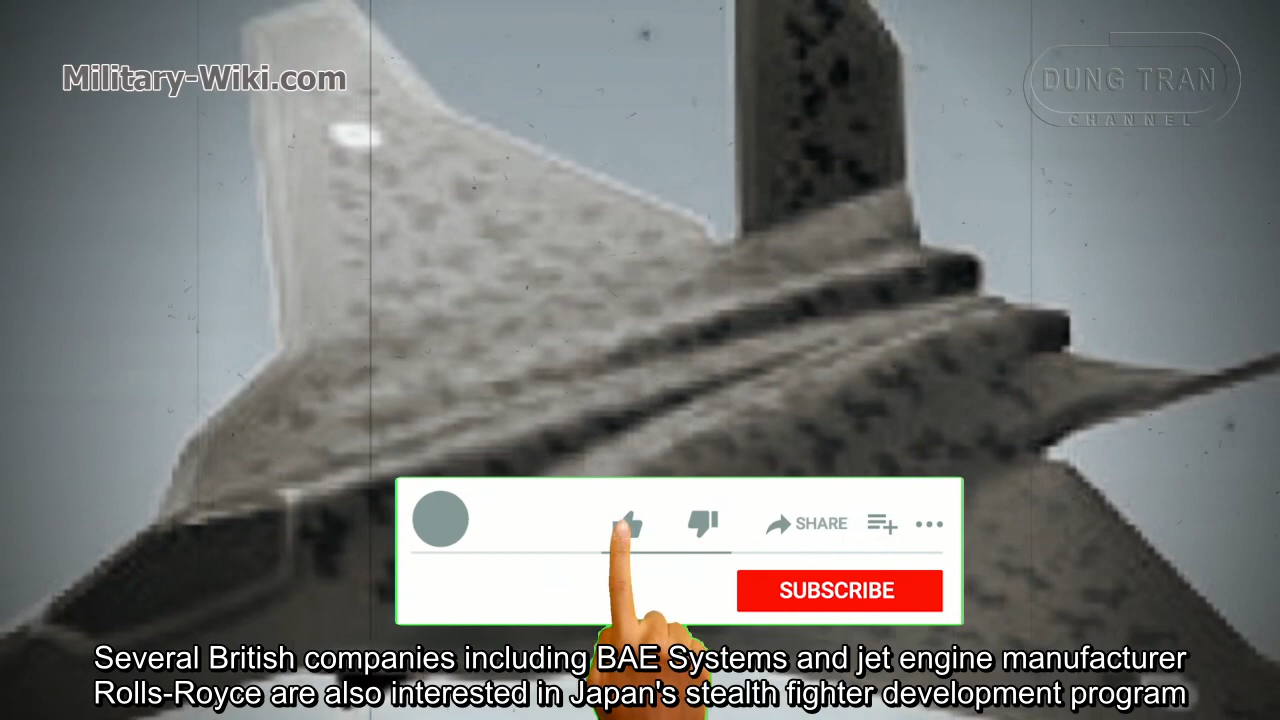 Military-Wiki.com
DUNG TRAN
CHANNEL
SHARE
SUBSCRIBE
Several British companies including BAE Systems and jet engine manufacturer
Rolls-Royce are also interested in Japan's stealth fighter development program